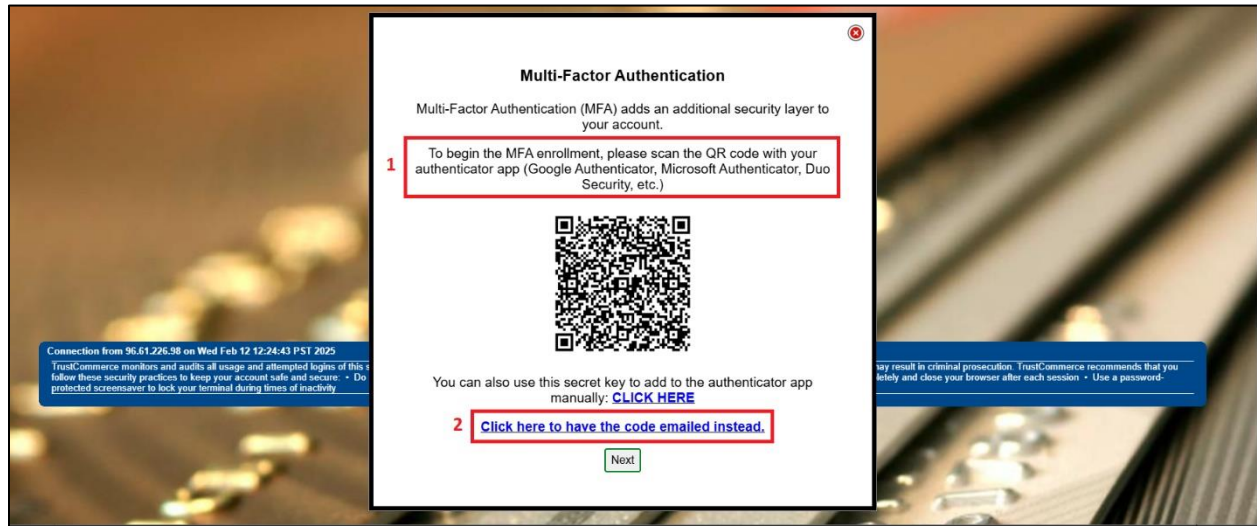 Multi-Factor Authentication
Multi-Factor Authentication (MFA) adds an additional security layer to
your account.
1
To begin the MFA enrollment, please scan the QR code with your
authenticator app (Google Authenticator, Microsoft Authenticator, Duo
Security, etc.)
Connection from 96.61.226.98 on Wed Feb 12 12:24:43 PST 2025
TrustCommerce monitors and audits all usage and attempted logins of this s
may result in criminal prosecution. TrustCommerce recommends that you
follow these security practices to keep your account safe and secure: • Do
letely and close your browser after each session • Use a password-
protected screensaver to lock your terminal during times of inactivity
You can also use this secret key to add to the authenticator app
manually: CLICK HERE
2
Click here to have the code emailed instead.
Next